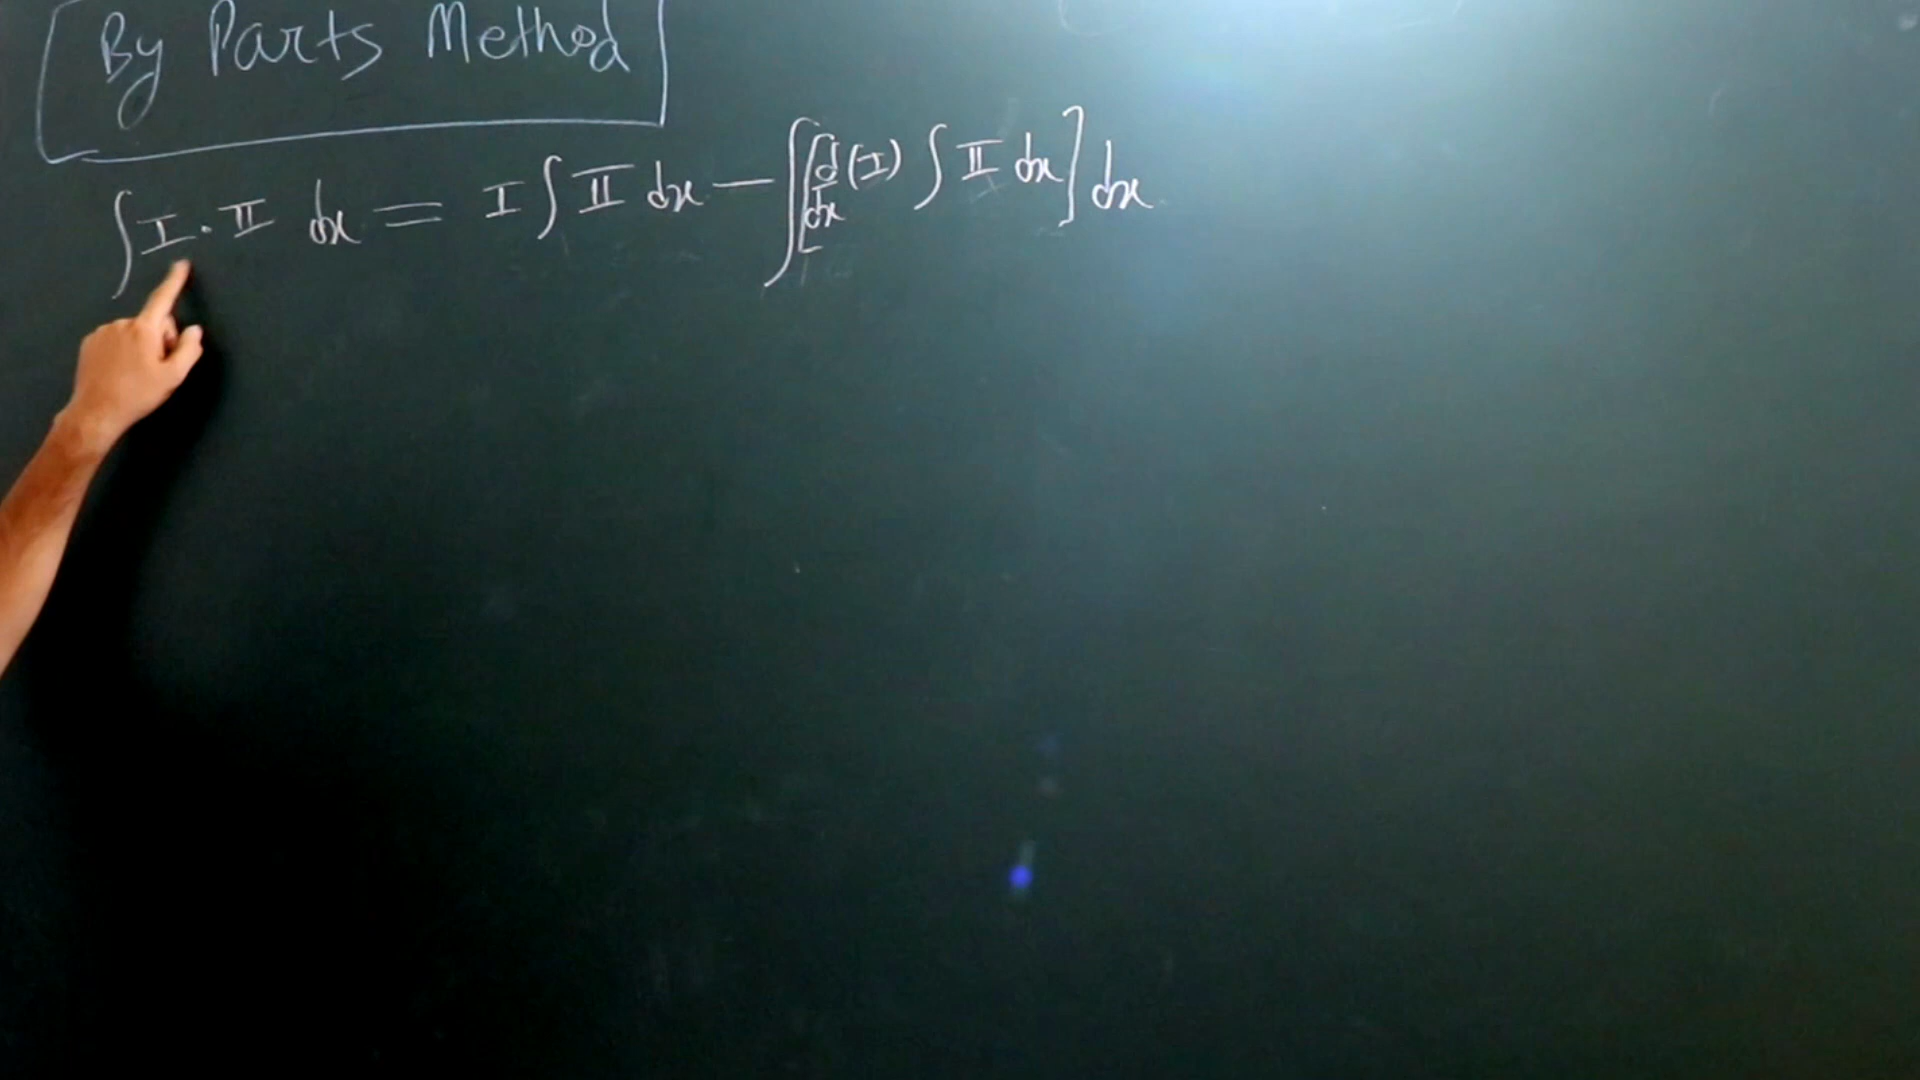 By Parts Method
∫ I · II dx = I ∫ II dx − ∫ [d/dx (I) ∫ II dx] dx